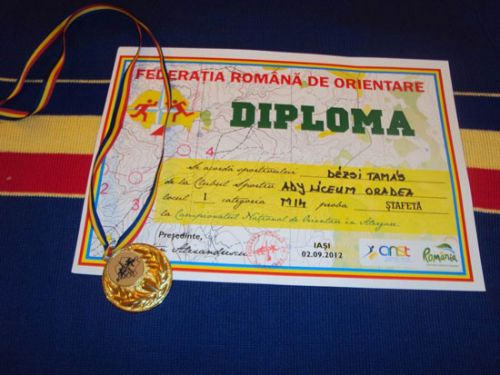 FEDERAȚIA ROMÂNĂ DE ORIENTARE
DIPLOMA
Se acordă sportivului DÉZSI TAMÁS
de la Clubul Sportiv ADY LICEUM ORADEA
locul I categoria M14 proba ȘTAFETĂ
la Campionatul Național de Orientare în Alergare
Președinte,
IAȘI
02.09.2012
Alexandrescu
anst
România